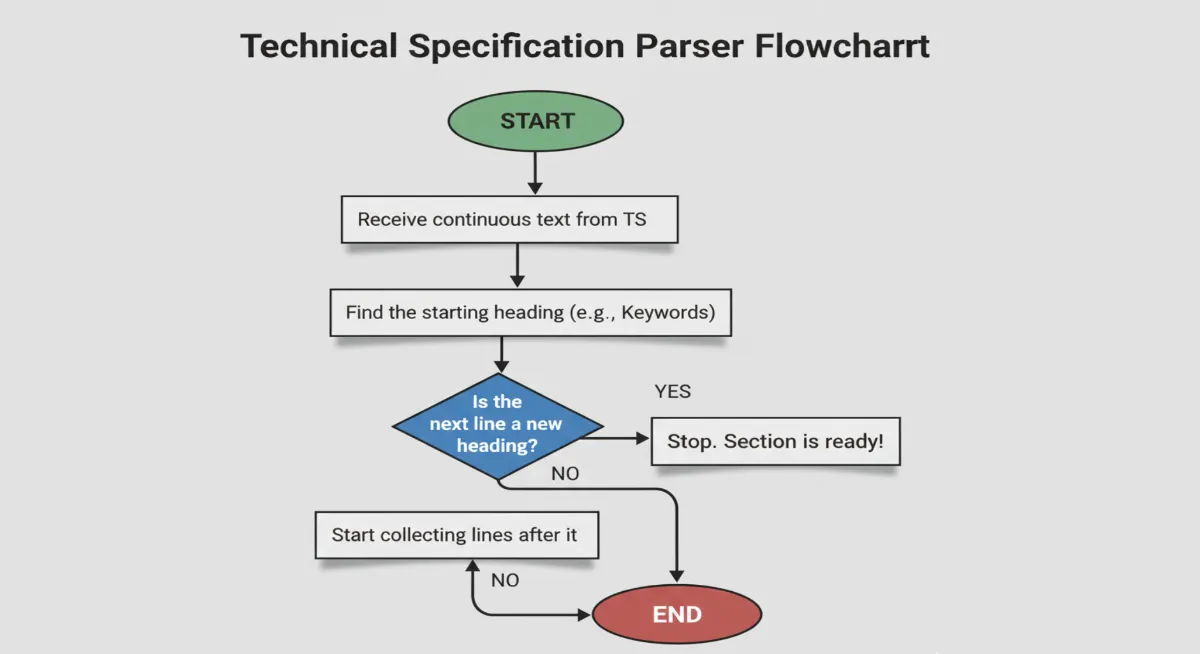 Technical Specification Parser Flowcharrt
START
Receive continuous text from TS
Find the starting heading (e.g., Keywords)
Is the
next line a new
heading?
YES
Stop. Section is ready!
NO
Start collecting lines after it
NO
END